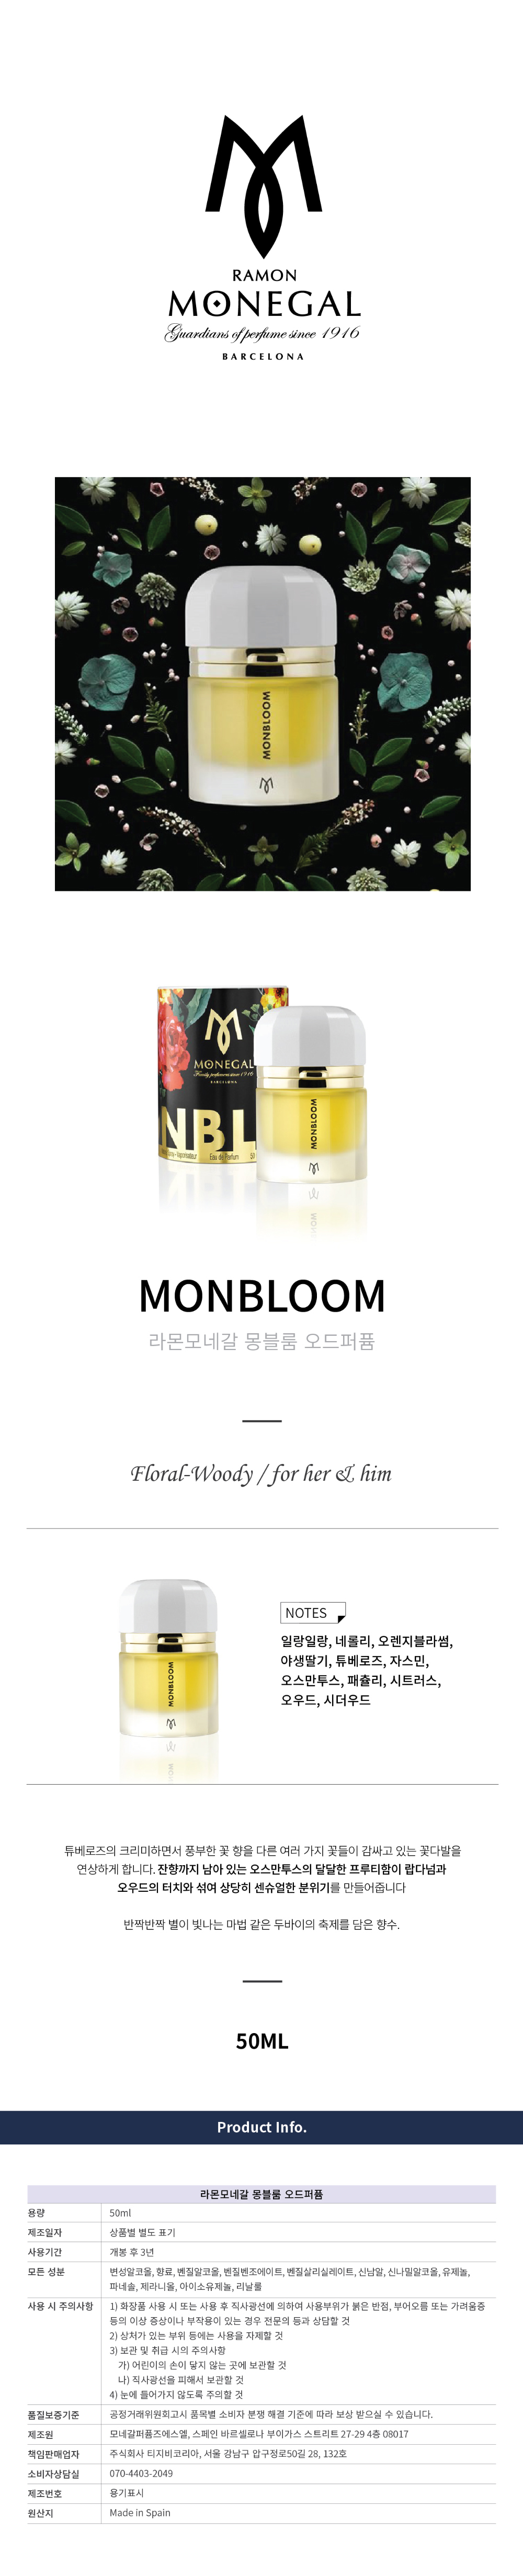 RAMON
MONEGAL
Guardians of perfume since 1916
BARCELONA
MONBLOOM
MONEGAL
Family perfumers since 1916
BARCELONA
NBL
Eau de Parfum
MONBLOOM
MONBLOOM
라몬모네갈 몽블룸 오드퍼퓸
Floral-Woody / for her & him
MONBLOOM
NOTES
일랑일랑, 네롤리, 오렌지블라썸,
야생딸기, 튜베로즈, 자스민,
오스만투스, 패츌리, 시트러스,
오우드, 시더우드
튜베로즈의 크리미하면서 풍부한 꽃 향을 다른 여러 가지 꽃들이 감싸고 있는 꽃다발을
연상하게 합니다. 잔향까지 남아 있는 오스만투스의 달달한 프루티함이 랍다넘과
오우드의 터치와 섞여 상당히 센슈얼한 분위기를 만들어줍니다
반짝반짝 별이 빛나는 마법 같은 두바이의 축제를 담은 향수.
50ML
Product Info.
라몬모네갈 몽블룸 오드퍼퓸
용량 50ml
제조일자 상품별 별도 표기
사용기간 개봉 후 3년
모든 성분 변성알코올, 향료, 벤질알코올, 벤질벤조에이트, 벤질살리실레이트, 신남알, 신나밀알코올, 유제놀,
파네솔, 제라니올, 아이소유제놀, 리날룰
사용 시 주의사항 1) 화장품 사용 시 또는 사용 후 직사광선에 의하여 사용부위가 붉은 반점, 부어오름 또는 가려움증
등의 이상 증상이나 부작용이 있는 경우 전문의 등과 상담할 것
2) 상처가 있는 부위 등에는 사용을 자제할 것
3) 보관 및 취급 시의 주의사항
가) 어린이의 손이 닿지 않는 곳에 보관할 것
나) 직사광선을 피해서 보관할 것
4) 눈에 들어가지 않도록 주의할 것
품질보증기준 공정거래위원회고시 품목별 소비자 분쟁 해결 기준에 따라 보상 받으실 수 있습니다.
제조원 모네갈퍼퓸즈에스엘, 스페인 바르셀로나 부이가스 스트리트 27-29 4층 08017
책임판매업자 주식회사 티지비코리아, 서울 강남구 압구정로50길 28, 132호
소비자상담실 070-4403-2049
제조번호 용기표시
원산지 Made in Spain